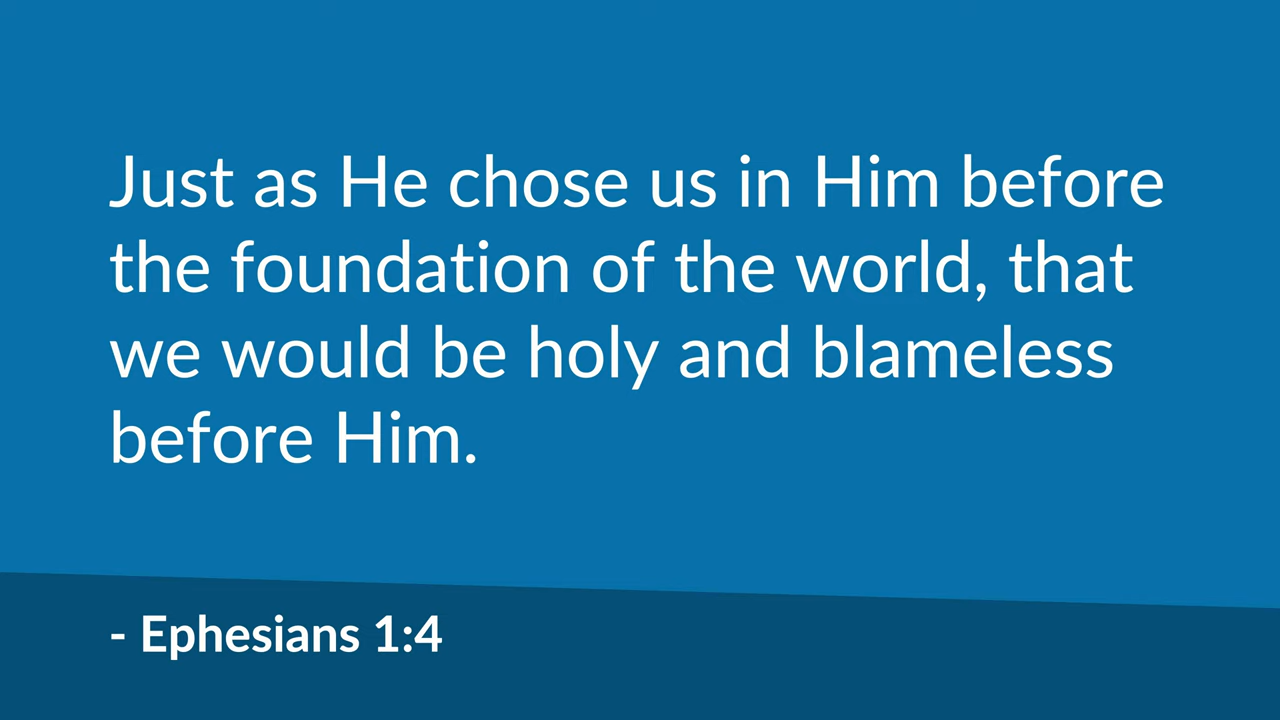 Just as He chose us in Him before
the foundation of the world, that
we would be holy and blameless
before Him.
- Ephesians 1:4